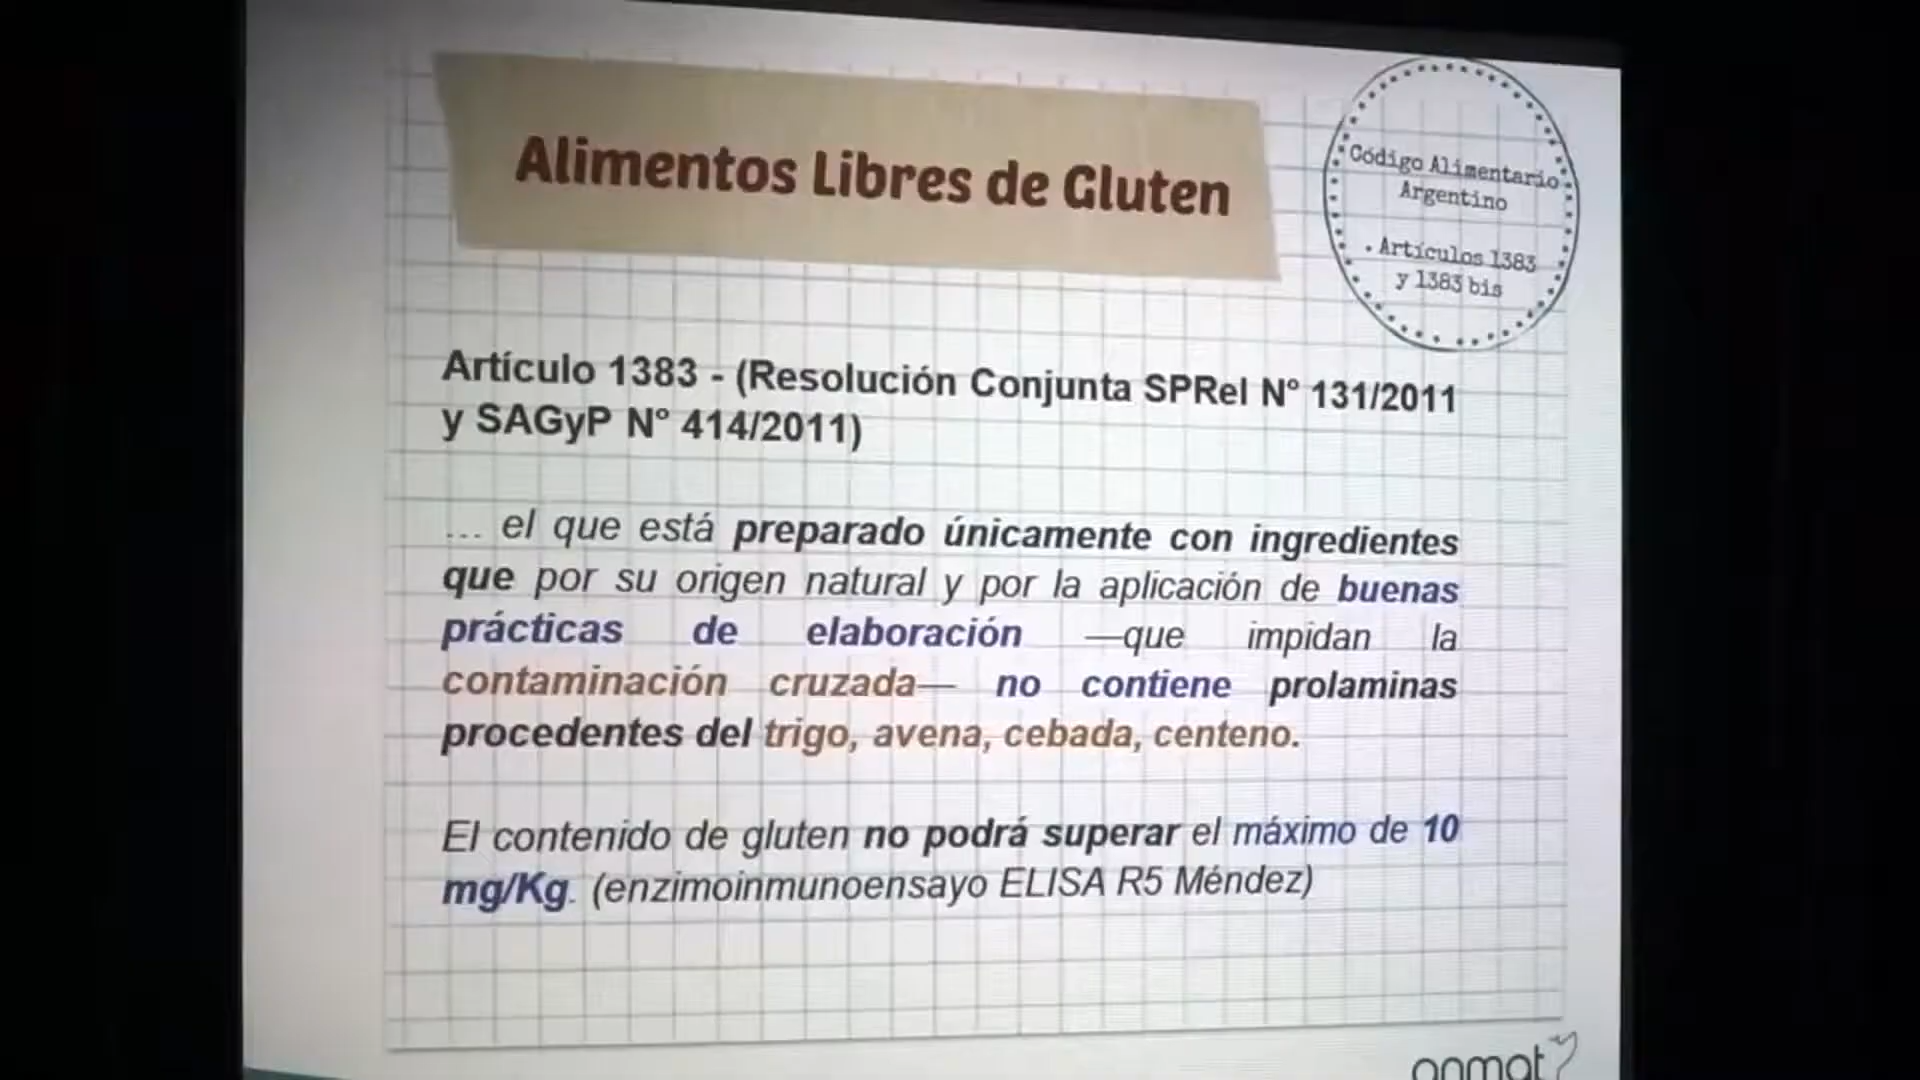 Alimentos Libres de Gluten
Código Alimentario
Argentino
. Artículos 1383
y 1383 bis
Artículo 1383 - (Resolución Conjunta SPReI N° 131/2011
y SAGyP N° 414/2011)
... el que está preparado únicamente con ingredientes
que por su origen natural y por la aplicación de buenas
prácticas de elaboración —que impidan la
contaminación cruzada— no contiene prolaminas
procedentes del trigo, avena, cebada, centeno.
El contenido de gluten no podrá superar el máximo de 10
mg/Kg. (enzimoinmunoensayo ELISA R5 Méndez)
anmat